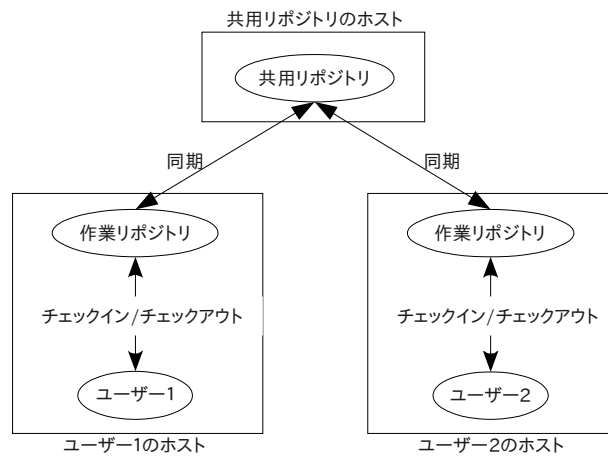 共用リポジトリのホスト
共用リポジトリ
同期
同期
作業リポジトリ
作業リポジトリ
チェックイン/チェックアウト
チェックイン/チェックアウト
ユーザー1
ユーザー2
ユーザー1のホスト
ユーザー2のホスト